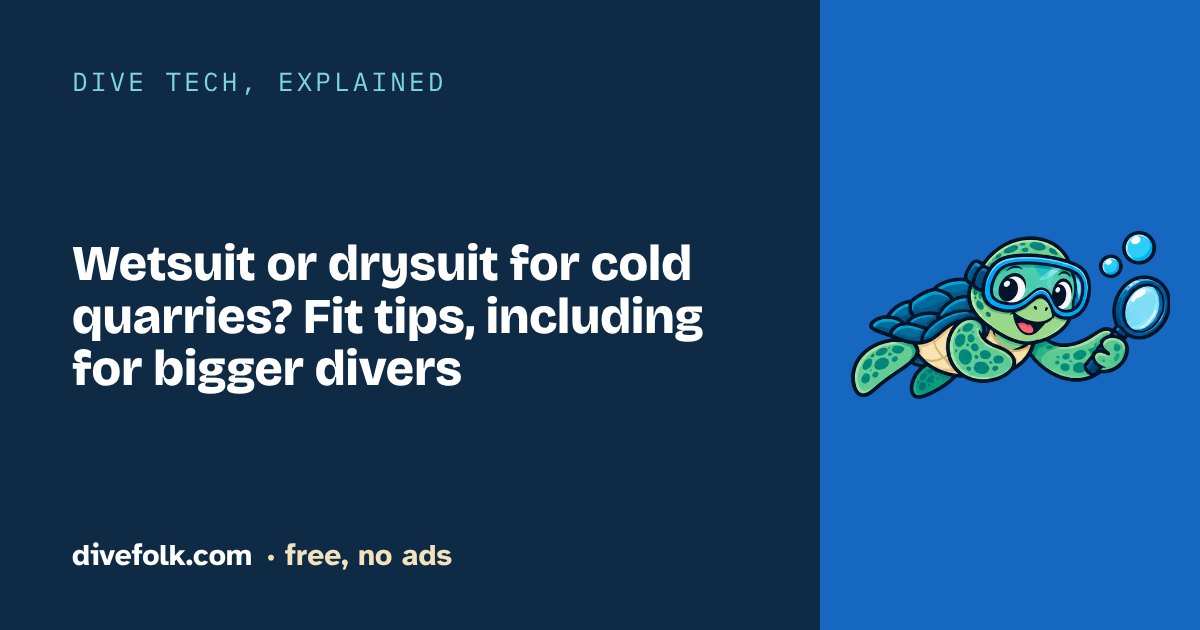 DIVE TECH, EXPLAINED
Wetsuit or drysuit for cold
quarries? Fit tips, including
for bigger divers
divefolk.com · free, no ads